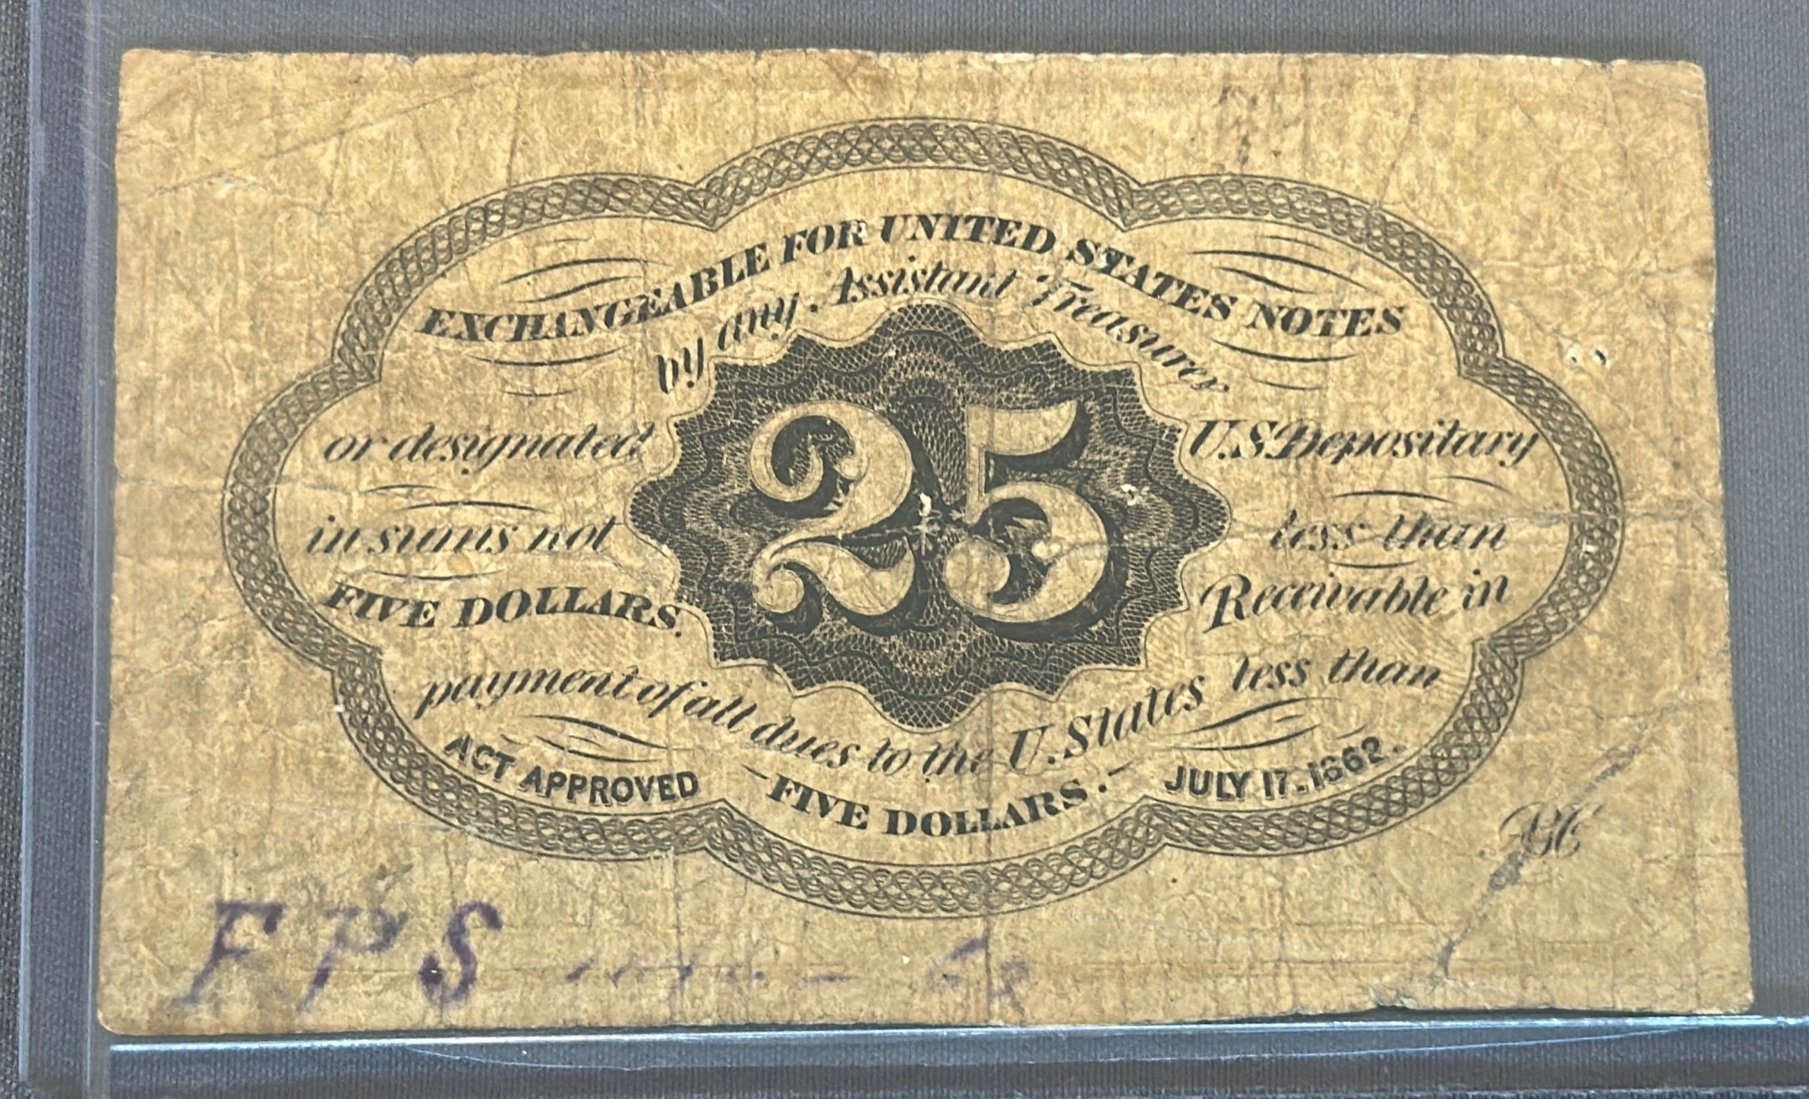 EXCHANGEABLE FOR UNITED STATES NOTES
by any Assistant Treasurer
or designated U.S. Depositary
in sums not less than
FIVE DOLLARS. Receivable in
payment of all dues to the U. States less than
ACT APPROVED - FIVE DOLLARS. - JULY 17. 1862.
25
ABC
FPS